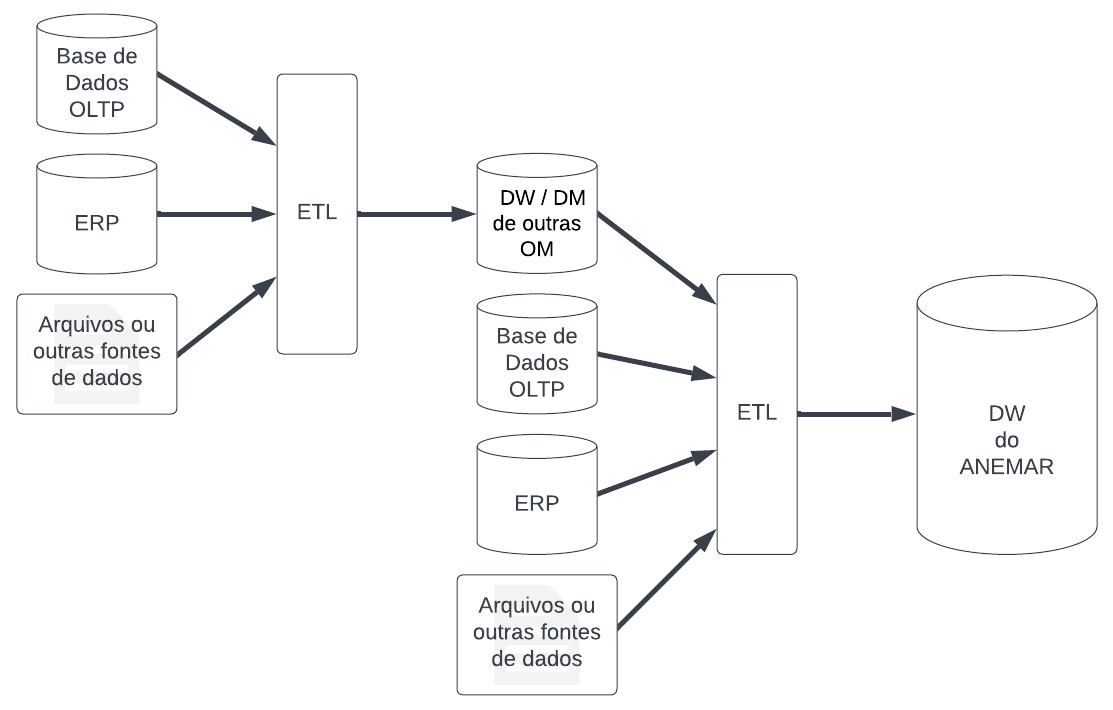 Base de
Dados
OLTP
ERP
Arquivos ou
outras fontes
de dados
ETL
DW / DM
de outras
OM
Base de
Dados
OLTP
ERP
Arquivos ou
outras fontes
de dados
ETL
DW
do
ANEMAR